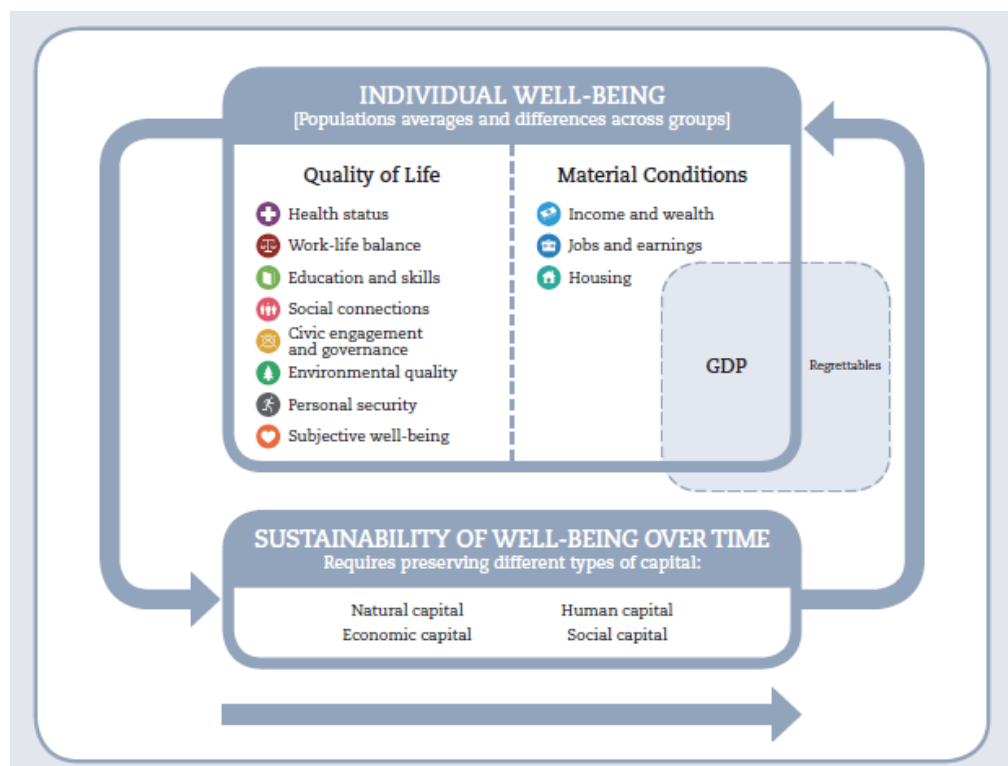 INDIVIDUAL WELL-BEING
[Populations averages and differences across groups]
Quality of Life
Health status
Work-life balance
Education and skills
Social connections
Civic engagement
and governance
Environmental quality
Personal security
Subjective well-being
Material Conditions
Income and wealth
Jobs and earnings
Housing
GDP
Regrettables
SUSTAINABILITY OF WELL-BEING OVER TIME
Requires preserving different types of capital:
Natural capital
Human capital
Economic capital
Social capital